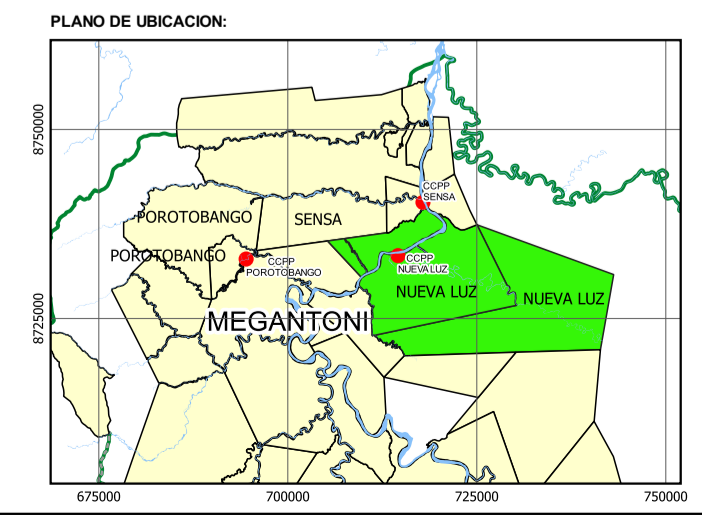 PLANO DE UBICACION:
8750000
8725000
CCPP
SENSA
POROTOBANGO
SENSA
POROTOBANGO
CCPP
POROTOBANGO
CCPP
NUEVA LUZ
NUEVA LUZ
NUEVA LUZ
MEGANTONI
675000
700000
725000
750000